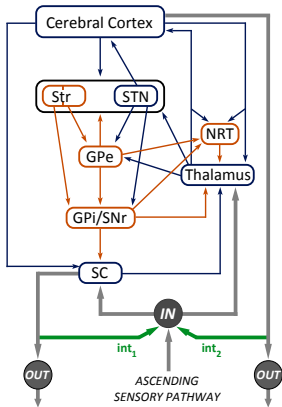 Cerebral Cortex
Str
STN
NRT
GPe
Thalamus
GPi/SNr
SC
IN
int₁
int₂
OUT
OUT
ASCENDING
SENSORY PATHWAY